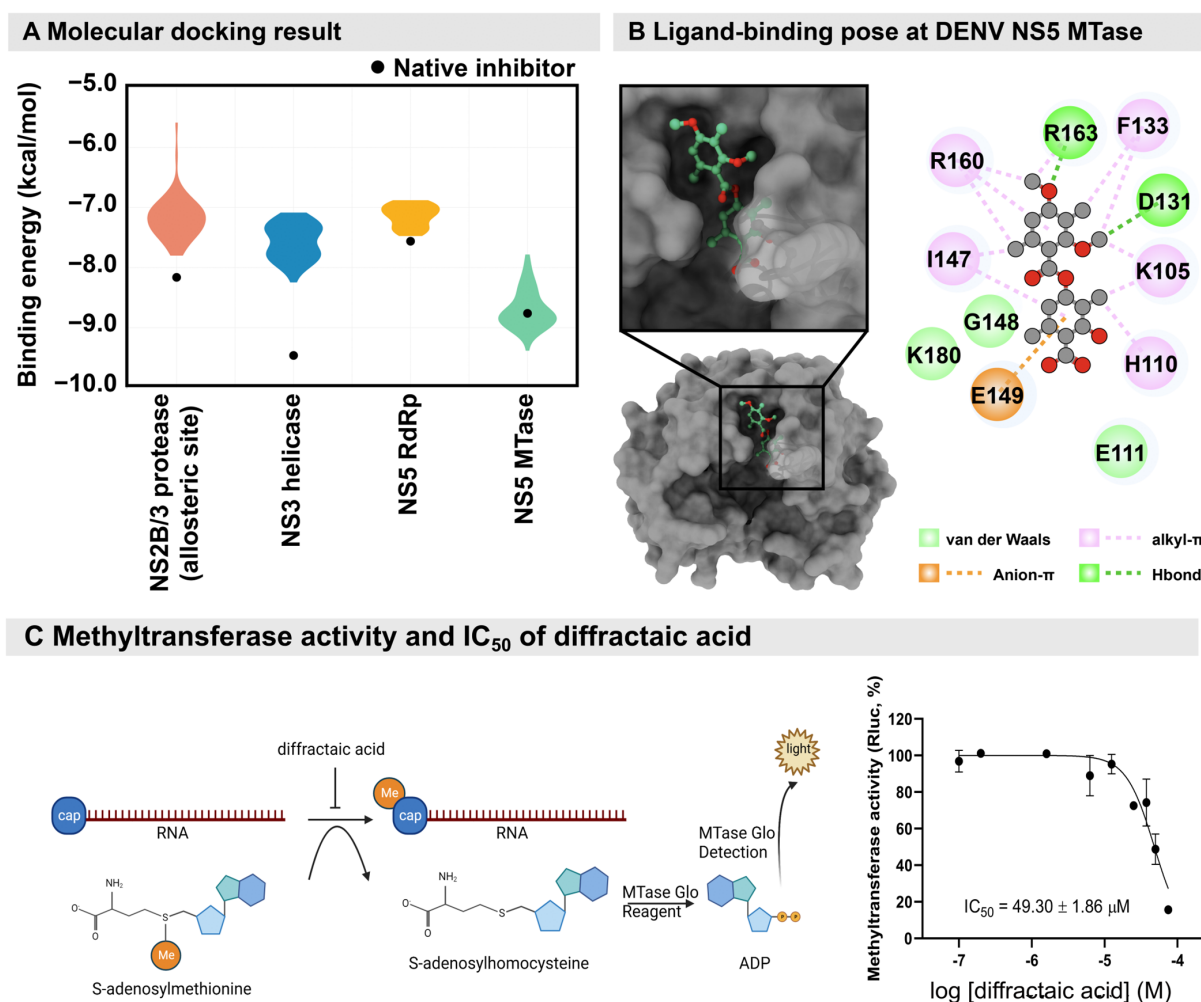 A Molecular docking result
Native inhibitor
Binding energy (kcal/mol)
−5.0
−6.0
−7.0
−8.0
−9.0
−10.0
NS2B/3 protease
(allosteric site)
NS3 helicase
NS5 RdRp
NS5 MTase
B Ligand-binding pose at DENV NS5 MTase
R163
F133
R160
D131
I147
K105
G148
K180
H110
E149
E111
van der Waals
alkyl-π
Anion-π
Hbond
C Methyltransferase activity and IC50 of diffractaic acid
diffractaic acid
cap
RNA
Me
cap
RNA
light
MTase Glo
Detection
NH2
O-
O
S
Me
S-adenosylmethionine
NH2
O-
O
S
S-adenosylhomocysteine
MTase Glo
Reagent
P
P
ADP
Methyltransferase activity (Rluc, %)
120
100
80
60
40
20
0
IC50 = 49.30 ± 1.86 μM
-7
-6
-5
-4
log [diffractaic acid] (M)